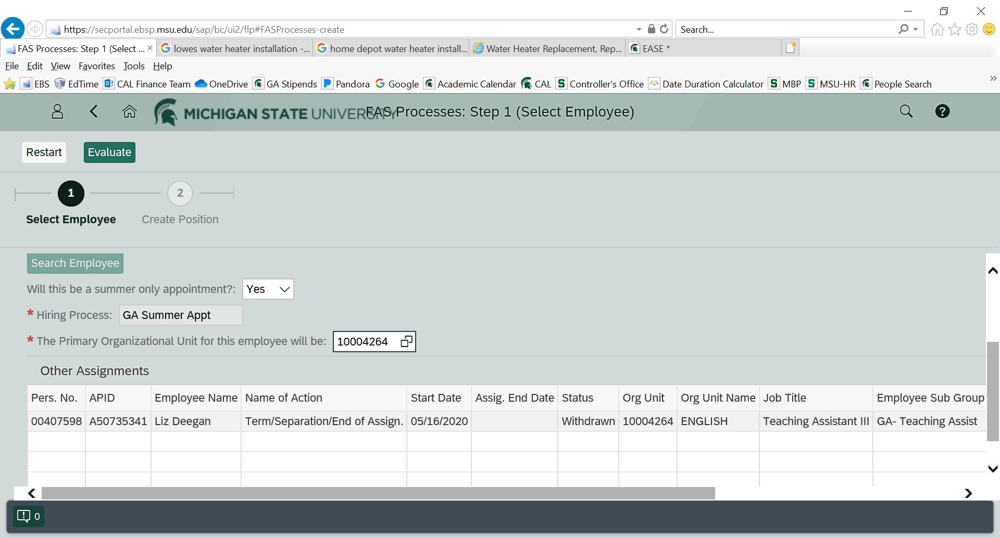 https://secportal.ebsp.msu.edu/sap/bc/ui2/flp#FASProcesses-create
Search...
FAS Processes: Step 1 (Select ...
lowes water heater installation -...
home depot water heater install...
Water Heater Replacement, Rep...
EASE *
File Edit View Favorites Tools Help
EBS EdTime CAL Finance Team OneDrive GA Stipends Pandora Google Academic Calendar CAL Controller's Office Date Duration Calculator MBP MSU-HR People Search
MICHIGAN STATE UNIVERSITY
FAS Processes: Step 1 (Select Employee)
Restart Evaluate
1 2
Select Employee Create Position
Search Employee
Will this be a summer only appointment?: Yes
* Hiring Process: GA Summer Appt
* The Primary Organizational Unit for this employee will be: 10004264
Other Assignments
Pers. No. APID Employee Name Name of Action Start Date Assig. End Date Status Org Unit Org Unit Name Job Title Employee Sub Group
00407598 A50735341 Liz Deegan Term/Separation/End of Assign. 05/16/2020 Withdrawn 10004264 ENGLISH Teaching Assistant III GA- Teaching Assist
0